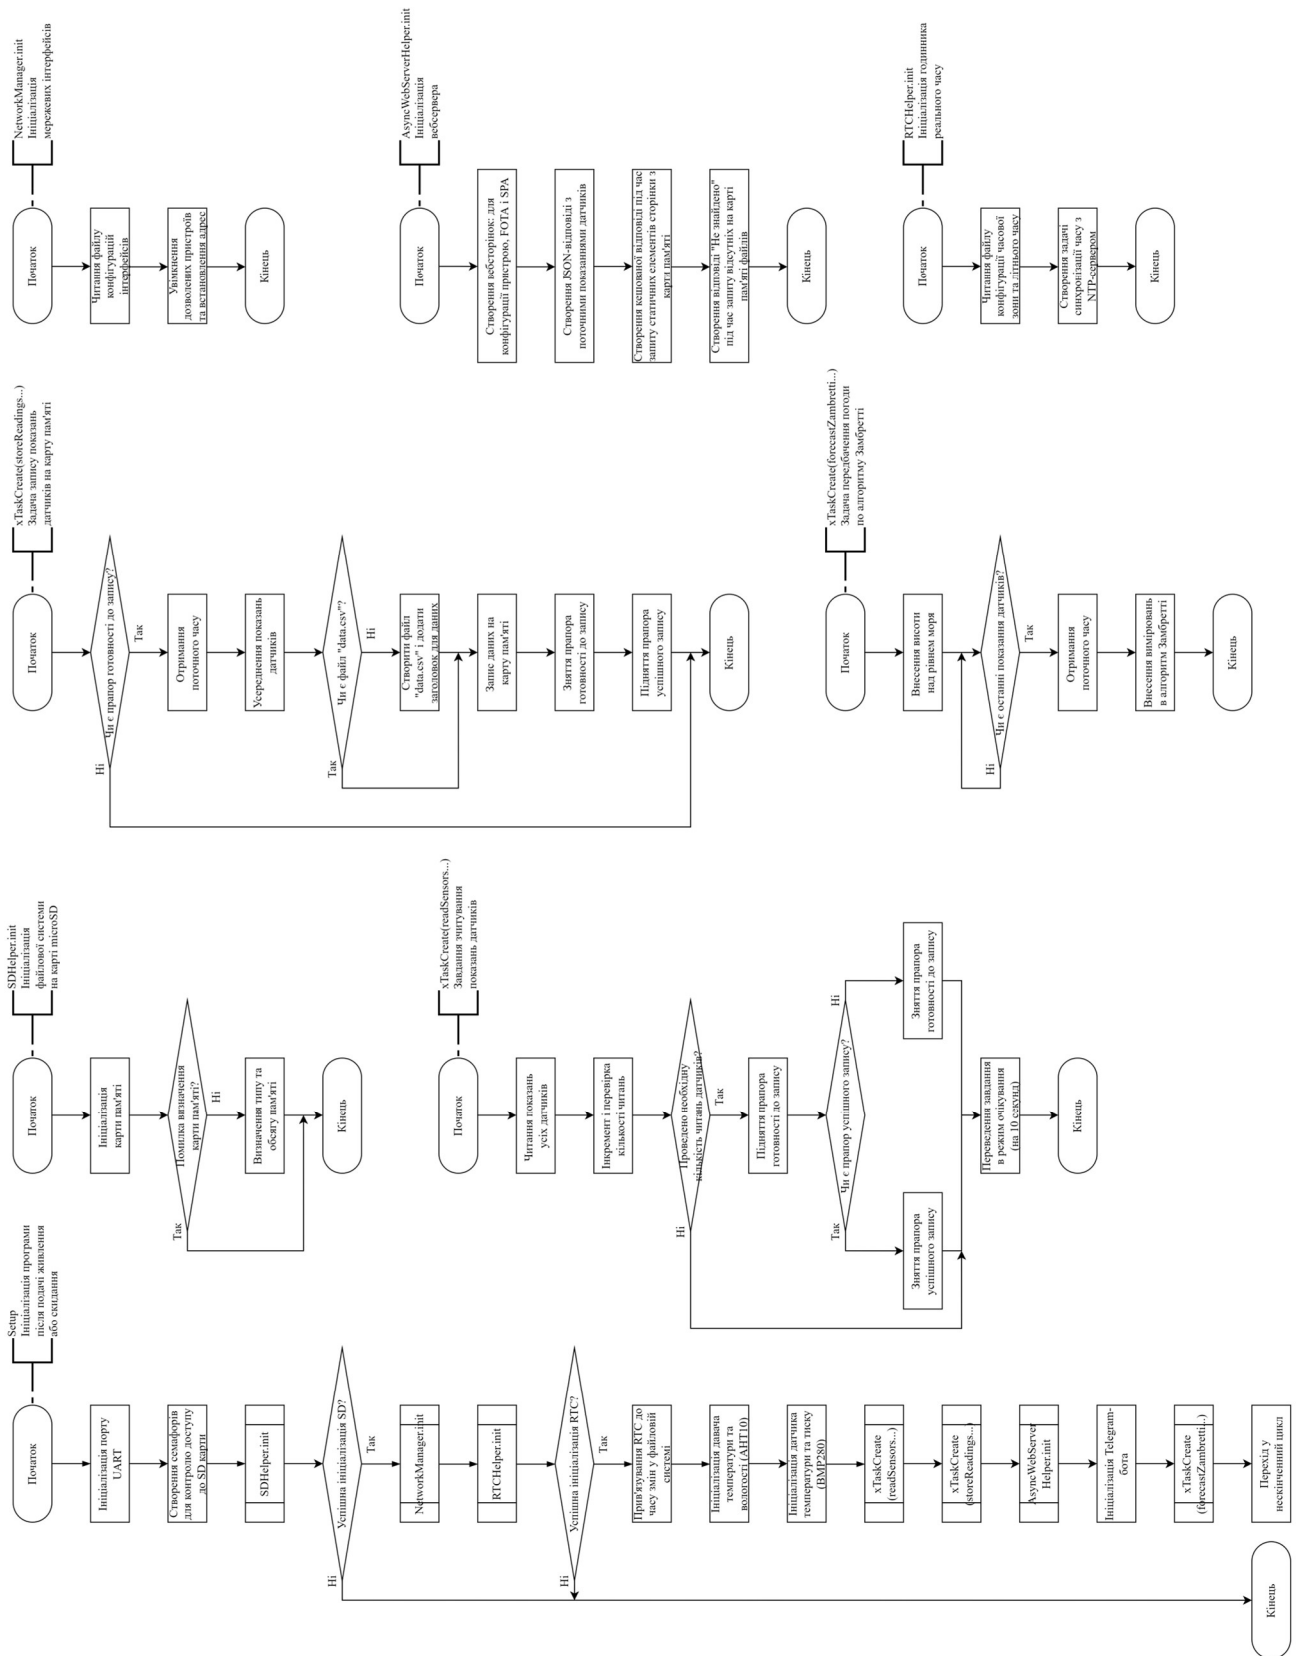 Setup
Ініціалізація програми
після подачі живлення
або скидання
Початок
Ініціалізація порту
UART
Створення семафорів
для контролю доступу
до SD карти
SDHelper.init
Успішна ініціалізація SD?
Ні
Так
NetworkManager.init
RTCHelper.init
Успішна ініціалізація RTC?
Ні
Так
Прив'язування RTC до
часу змін у файловій
системі
Ініціалізація давача
температури та
вологості (AHT10)
Ініціалізація датчика
температури та тиску
(BMP280)
xTaskCreate
(readSensors...)
xTaskCreate
(storeReadings...)
AsyncWebServer
Helper.init
Ініціалізація Telegram-
бота
xTaskCreate
(forecastZambretti...)
Перехід у
нескінченний цикл
Кінець
SDHelper.init
Ініціалізація
файлової системи
на карті microSD
Початок
Ініціалізація
карти пам'яті
Помилка вязначення
карти пам'яті?
Так
Ні
Визначення типу та
обсягу пам'яті
Кінець
xTaskCreate(readSensors...)
Завдання зчитування
показань датчиків
Початок
Читання показань
усіх датчиків
Інкремент і перевірка
кількості читань
Проведено необхідну
кількість читань датчиків?
Ні
Так
Підняття прапора
готовності до запису
Чи є прапор успішного запису?
Так
Ні
Зняття прапора
успішного запису
Зняття прапора
готовності до запису
Переведення завдання
в режим очікування
(на 10 секунд)
Кінець
xTaskCreate(storeReadings...)
Задача запису показань
датчиків на карту пам'яті
Початок
Чи є прапор готовності до запису?
Ні
Так
Отримання
поточного часу
Усереднення показань
датчиків
Чи є файл "data.csv"?
Так
Ні
Створити файл
"data.csv" і додати
заголовок для даних
Запис даних на
карту пам'яті
Зняття прапора
готовності до запису
Підняття прапора
успішного запису
Кінець
xTaskCreate(forecastZambretti...)
Задача передбачення погоди
по алгоритму Замбретті
Початок
Внесення висоти
над рівнем моря
Чи є останні показання датчиків?
Ні
Так
Отримання
поточного часу
Внесення вимірювань
в алгоритм Замбретті
Кінець
NetworkManager.init
Ініціалізація
мережевих інтерфейсів
Початок
Читання файлу
конфігурацій
інтерфейсів
Увімкнення
дозволених пристроїв
та встановлення адрес
Кінець
AsyncWebServerHelper.init
Ініціалізація
вебсервера
Початок
Створення вебсторінок: для
конфігурації пристрою, FOTA і SPA
Створення JSON-відповіді з
поточними показаннями датчиків
Створення кешованої відповіді під час
запиту статичних елементів сторінки з
карти пам'яті
Створення відповіді "Не знайдено"
під час запиту відсутніх на карті
пам'яті файлів
Кінець
RTCHelper.init
Ініціалізація годинника
реального часу
Початок
Читання файлу
конфігурації часової
зони та літнього часу
Створення задачі
синхронізації часу з
NTP-сервером
Кінець